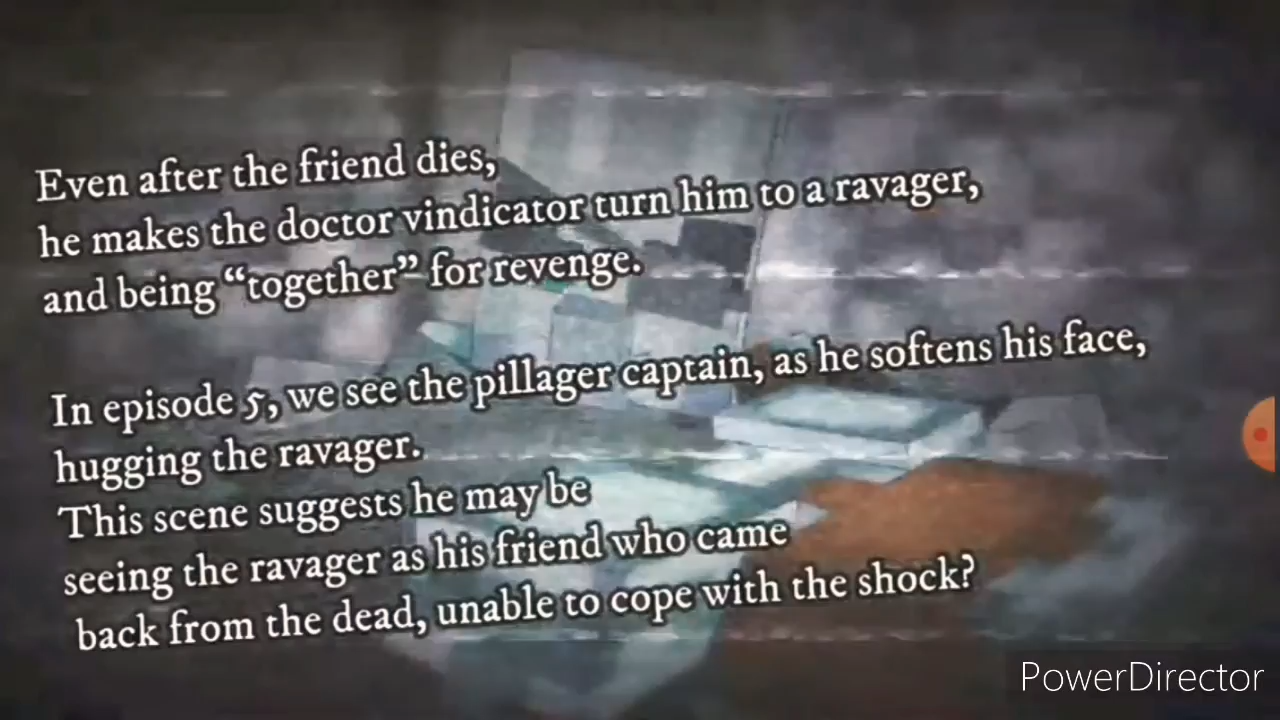 Even after the friend dies,
he makes the doctor vindicator turn him to a ravager,
and being “together” for revenge.
In episode 5, we see the pillager captain, as he softens his face,
hugging the ravager.
This scene suggests he may be
seeing the ravager as his friend who came
back from the dead, unable to cope with the shock?
PowerDirector